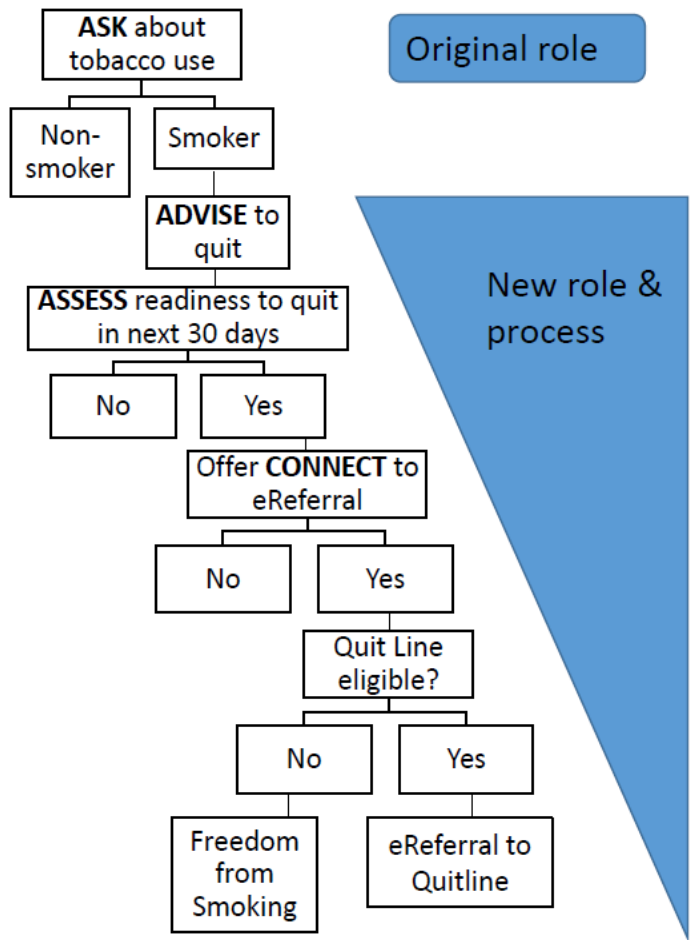 ASK about
tobacco use
Original role
Non-
smoker
Smoker
ADVISE to
quit
New role &
process
ASSESS readiness to quit
in next 30 days
No
Yes
Offer CONNECT to
eReferral
No
Yes
Quit Line
eligible?
No
Yes
Freedom
from
Smoking
eReferral to
Quitline